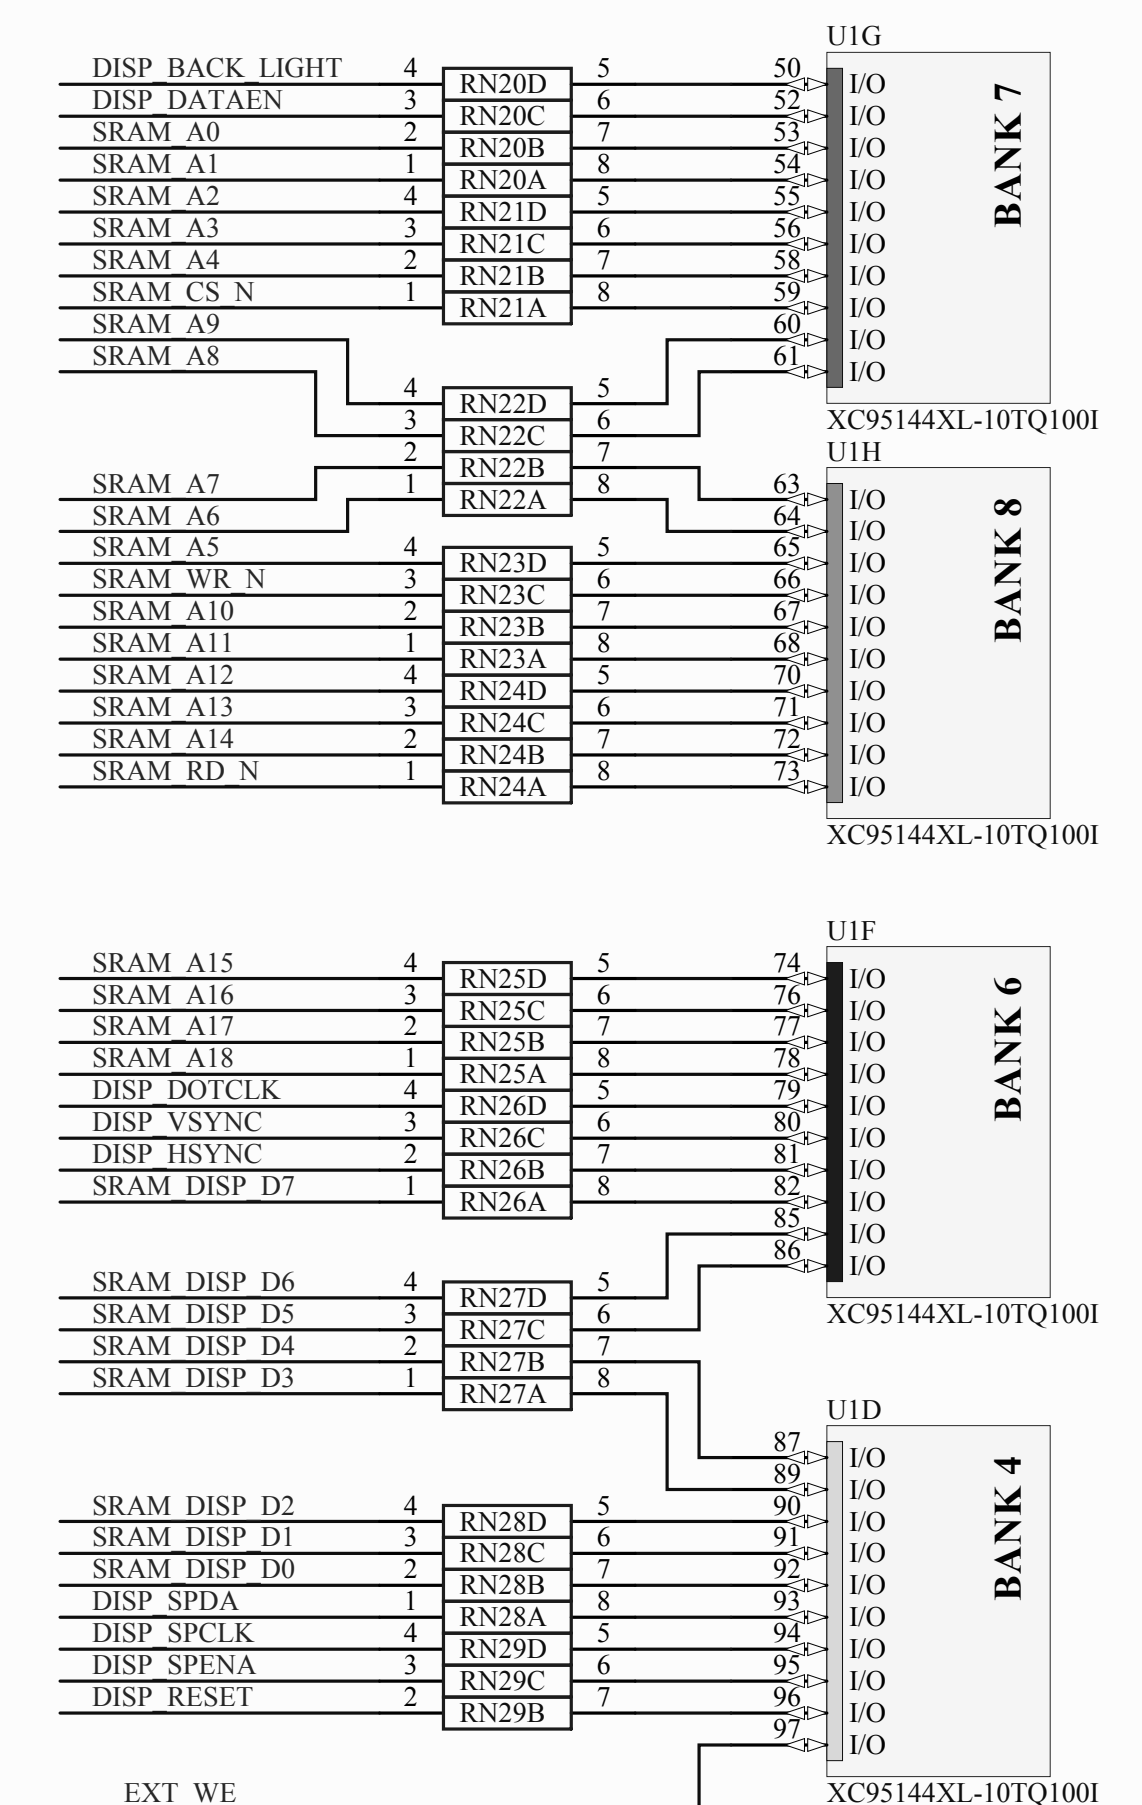 U1G
DISP_BACK_LIGHT 4 RN20D 5 50 I/O
DISP_DATAEN 3 RN20C 6 52 I/O
SRAM_A0 2 RN20B 7 53 I/O
SRAM_A1 1 RN20A 8 54 I/O
SRAM_A2 4 RN21D 5 55 I/O
SRAM_A3 3 RN21C 6 56 I/O
SRAM_A4 2 RN21B 7 58 I/O
SRAM_CS_N 1 RN21A 8 59 I/O
SRAM_A9 60 I/O
SRAM_A8 61 I/O
BANK 7
4 RN22D 5
XC95144XL-10TQ100I
3 RN22C 6
U1H
2 RN22B 7
SRAM_A7 1 RN22A 8 63 I/O
SRAM_A6 64 I/O
SRAM_A5 4 RN23D 5 65 I/O
SRAM_WR_N 3 RN23C 6 66 I/O
SRAM_A10 2 RN23B 7 67 I/O
SRAM_A11 1 RN23A 8 68 I/O
SRAM_A12 4 RN24D 5 70 I/O
SRAM_A13 3 RN24C 6 71 I/O
SRAM_A14 2 RN24B 7 72 I/O
SRAM_RD_N 1 RN24A 8 73 I/O
BANK 8
XC95144XL-10TQ100I
U1F
SRAM_A15 4 RN25D 5 74 I/O
SRAM_A16 3 RN25C 6 76 I/O
SRAM_A17 2 RN25B 7 77 I/O
SRAM_A18 1 RN25A 8 78 I/O
DISP_DOTCLK 4 RN26D 5 79 I/O
DISP_VSYNC 3 RN26C 6 80 I/O
DISP_HSYNC 2 RN26B 7 81 I/O
SRAM_DISP_D7 1 RN26A 8 82 I/O
85 I/O
86 I/O
BANK 6
SRAM_DISP_D6 4 RN27D 5
XC95144XL-10TQ100I
SRAM_DISP_D5 3 RN27C 6
SRAM_DISP_D4 2 RN27B 7
SRAM_DISP_D3 1 RN27A 8
U1D
87 I/O
89 I/O
SRAM_DISP_D2 4 RN28D 5 90 I/O
SRAM_DISP_D1 3 RN28C 6 91 I/O
SRAM_DISP_D0 2 RN28B 7 92 I/O
DISP_SPDA 1 RN28A 8 93 I/O
DISP_SPCLK 4 RN29D 5 94 I/O
DISP_SPENA 3 RN29C 6 95 I/O
DISP_RESET 2 RN29B 7 96 I/O
97 I/O
BANK 4
EXT_WE
XC95144XL-10TQ100I